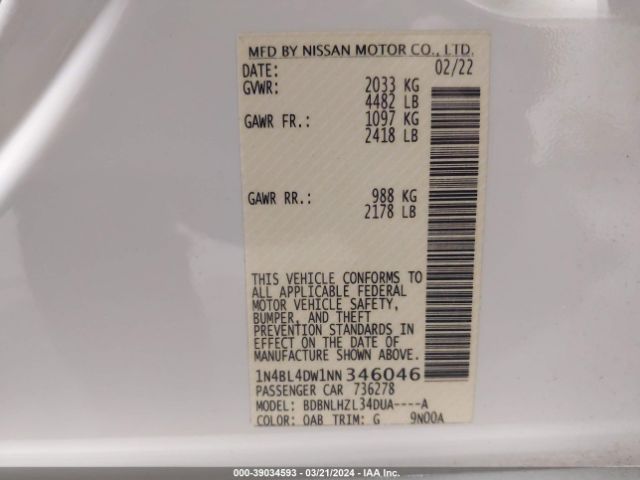 MFD BY NISSAN MOTOR CO., LTD.
DATE: 02/22
GVWR: 2033 KG
4482 LB
GAWR FR.: 1097 KG
2418 LB
GAWR RR.: 988 KG
2178 LB
THIS VEHICLE CONFORMS TO
ALL APPLICABLE FEDERAL
MOTOR VEHICLE SAFETY,
BUMPER, AND THEFT
PREVENTION STANDARDS IN
EFFECT ON THE DATE OF
MANUFACTURE SHOWN ABOVE.
1N4BL4DW1NN 346046
PASSENGER CAR 736278
MODEL: BDBNLHZL34DUA----A
COLOR: QAB TRIM: G 9N00A
000-39034593 - 03/21/2024 - IAA Inc.